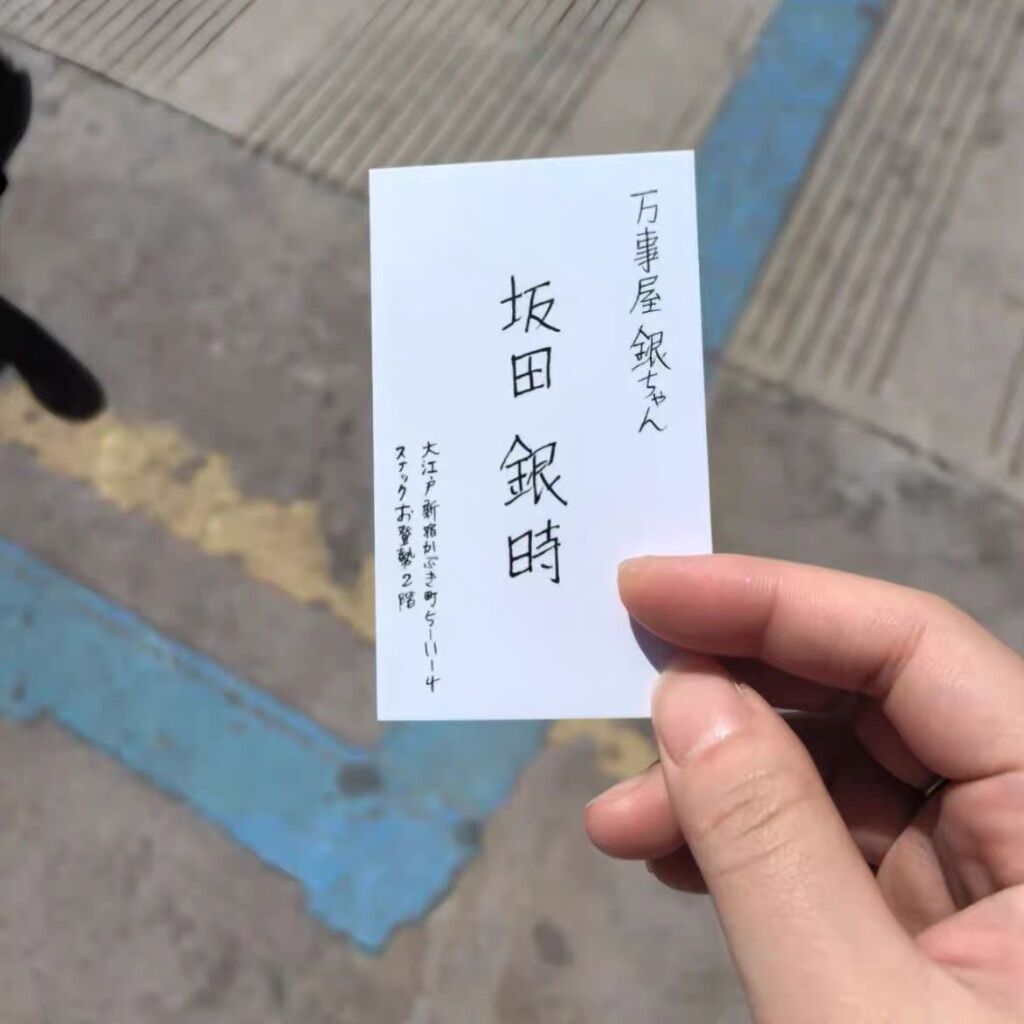 万事屋 銀ちゃん
坂田 銀時
大江戸新宿かぶき町5-11-4
スナックお登勢2階